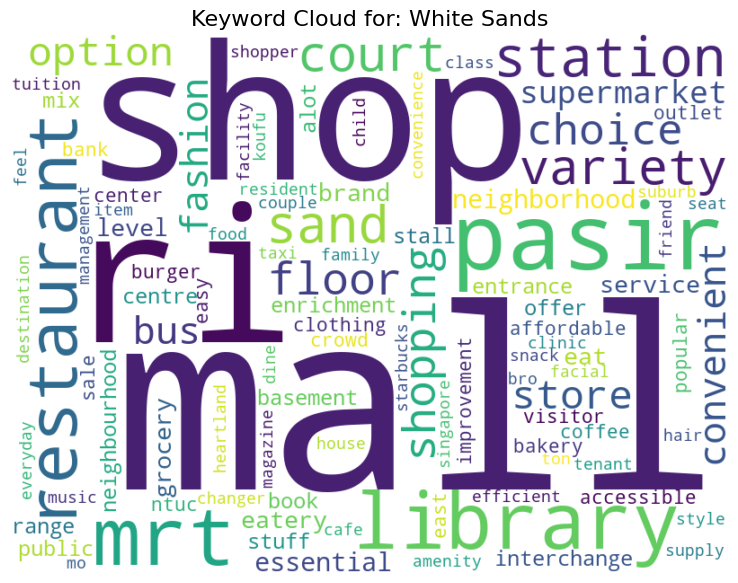 Keyword Cloud for: White Sands
shopper
option
court
class
station
shop
tuition
mix
supermarket
outlet
alot
child
convenience
fashion
facility
koufu
choice
feel
bank
variety
restaurant
center
resident
brand
neighborhood
suburb
item
couple
seat
management
level
food
sand
stall
pasir
friend
ri
taxi
family
burger
floor
shopping
entrance
service
centre
easy
destination
enrichment
offer
convenient
bus
clothing
affordable
crowd
clinic
popular
mall
sale
dine
starbucks
snack
eat
improvement
facial
neighbourhood
basement
bro
store
grocery
heartland
magazine
visitor
house
singapore
coffee
hair
everyday
bakery
ton
tenant
music
ntuc
changer
book
library
east
efficient
accessible
mrt
eatery
style
range
cafe
stuff
public
mo
essential
amenity
interchange
supply